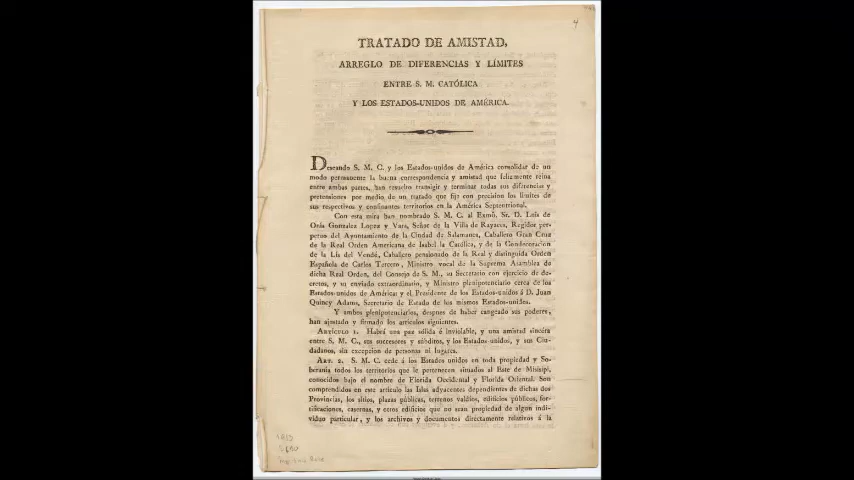 4
TRATADO DE AMISTAD,
ARREGLO DE DIFERENCIAS Y LÍMITES
ENTRE S. M. CATÓLICA
Y LOS ESTADOS-UNIDOS DE AMÉRICA.
Deseando S. M. C. y los Estados-unidos de América consolidar de un
modo permanente la buena correspondencia y amistad que felizmente reina
entre ambas partes, han resuelto transigir y terminar todas sus diferencias y
pretensiones por medio de un tratado que fije con precision los límites de
sus respectivos y confinantes territorios en la América Septentrional.
Con esta mira han nombrado S. M. C. al Exmô. Sr. D. Luis de
Onis Gonzalez Lopez y Vara, Señor de la Villa de Rayaces, Regidor per-
petuo del Ayuntamiento de la Ciudad de Salamanca, Caballero Gran Cruz
de la Real Orden Americana de Isabel la Católica, y de la Condecoracion
de la Lis del Vendé, Caballero pensionado de la Real y distinguida Orden
Española de Carlos Tercero, Ministro vocal de la Suprema Asamblea de
dicha Real Orden, del Consejo de S. M., su Secretario con ejercicio de de-
cretos, y su enviado extraordinario, y Ministro plenipotenciario cerca de los
Estados-unidos de América: y el Presidente de los Estados-unidos á D. Juan
Quincy Adams, Secretario de Estado de los mismos Estados-unidos.
Y ambos plenipotenciarios, despues de haber cangeado sus poderes,
han ajustado y firmado los artículos siguientes.
ARTÍCULO 1. Habrá una paz sólida é inviolable, y una amistad sincera
entre S. M. C., sus succesores y súbditos, y los Estados-unidos, y sus Ciu-
dadanos, sin excepcion de personas ni lugares.
ART. 2. S. M. C. cede á los Estados-unidos en toda propiedad y So-
beranía todos los territorios que le pertenecen situados al Este de Misisipí,
conocidos bajo el nombre de Florida Occidental y Florida Oriental. Son
comprendidos en este artículo las Islas adyacentes dependientes de dichas dos
Provincias, los sitios, plazas públicas, terrenos valdíos, edificios públicos, for-
tificaciones, casernas, y otros edificios que no sean propiedad de algun indi-
viduo particular, y los archivos y documentos directamente relativos á la